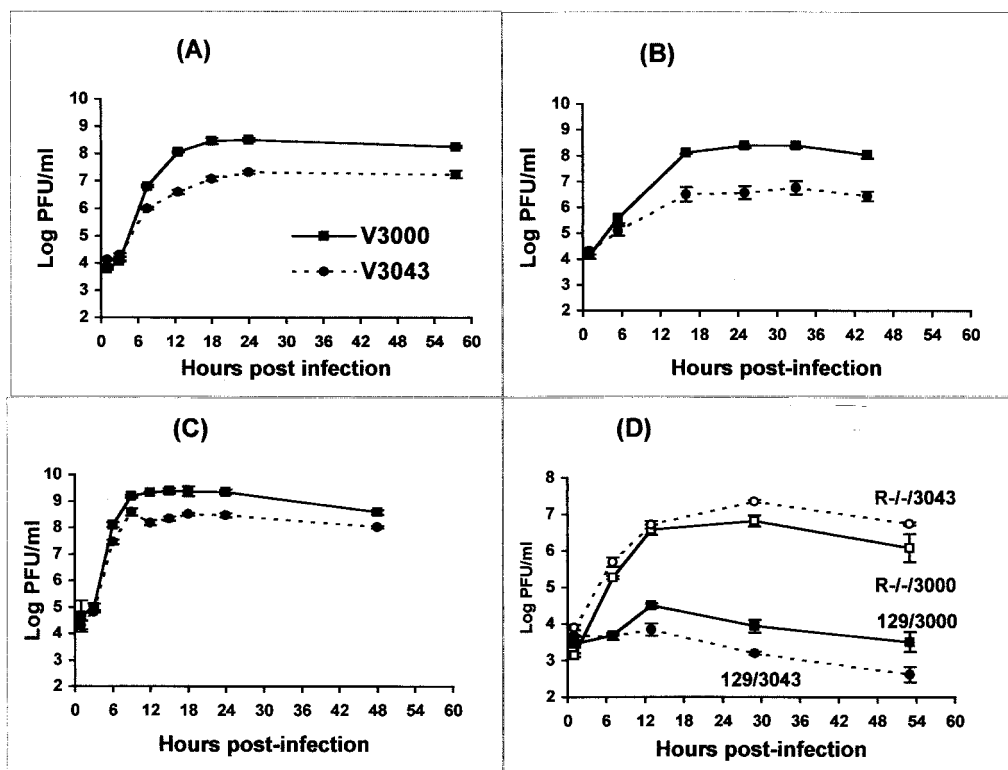 (A)
Log PFU/ml
10
9
8
7
6
5
4
3
2
V3000
V3043
0 6 12 18 24 30 36 42 48 54 60
Hours post infection
(B)
Log PFU/ml
10
9
8
7
6
5
4
3
2
0 6 12 18 24 30 36 42 48 54 60
Hours post-infection
(C)
Log PFU/ml
10
9
8
7
6
5
4
3
2
0 6 12 18 24 30 36 42 48 54 60
Hours post-infection
(D)
Log PFU/ml
8
7
6
5
4
3
2
R-/-/3043
R-/-/3000
129/3000
129/3043
0 6 12 18 24 30 36 42 48 54 60
Hours post-infection